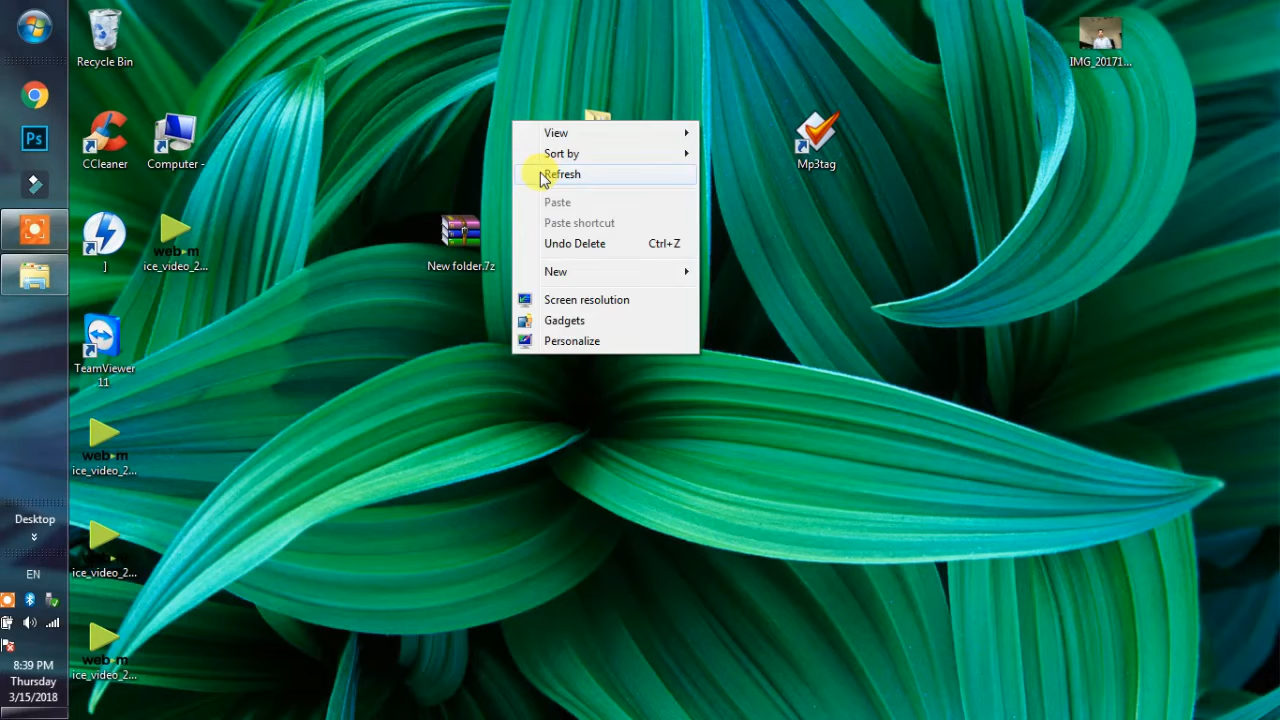 Recycle Bin
IMG_20171...
Ps
CCleaner
Computer -
Mp3tag
View
Sort by
Refresh
Paste
Paste shortcut
Undo Delete Ctrl+Z
New
Screen resolution
Gadgets
Personalize
]
web m
ice_video_2...
New folder.7z
TeamViewer
11
web m
ice_video_2...
Desktop
ice_video_2...
EN
web m
ice_video_2...
8:39 PM
Thursday
3/15/2018